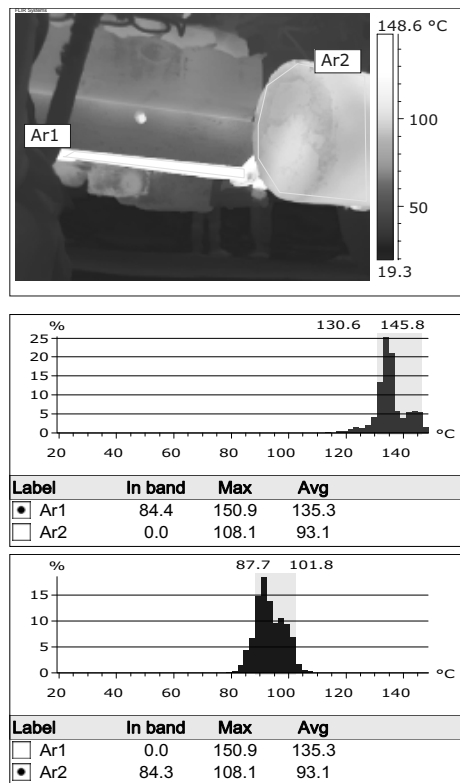 FLIR Systems
148.6 °C
Ar2
Ar1
100
50
19.3
% 130.6 145.8
25
20
15
10
5
0 °C
20 40 60 80 100 120 140
Label In band Max Avg
Ar1 84.4 150.9 135.3
Ar2 0.0 108.1 93.1
% 87.7 101.8
15
10
5
0 °C
20 40 60 80 100 120 140
Label In band Max Avg
Ar1 0.0 150.9 135.3
Ar2 84.3 108.1 93.1